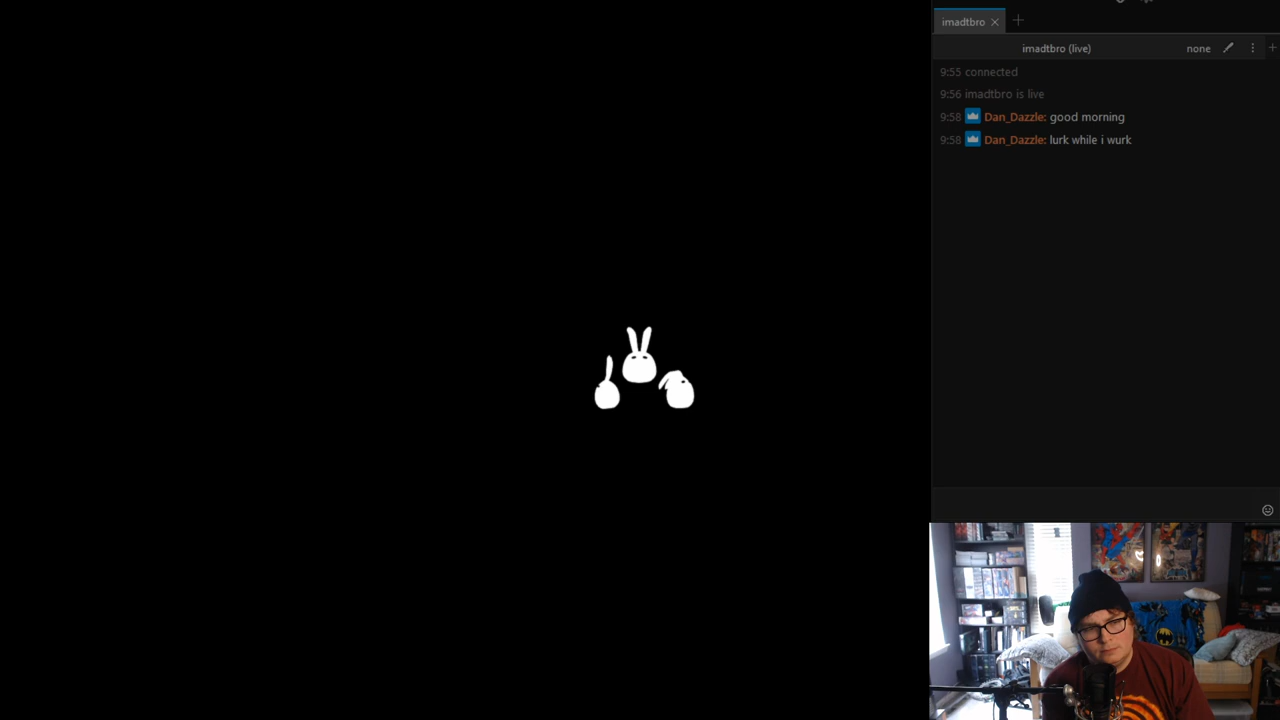 imadtbro
imadtbro (live)
none
9:55 connected
9:56 imadtbro is live
9:58 Dan_Dazzle: good morning
9:58 Dan_Dazzle: lurk while i wurk